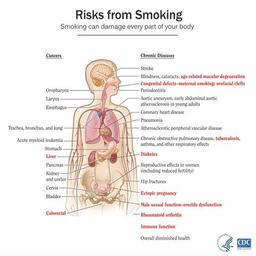 Risks from Smoking
Smoking can damage every part of your body
Cancers
Chronic Diseases
Oropharynx
Larynx
Esophagus
Trachea, bronchus, and lung
Acute myeloid leukemia
Stomach
Liver
Pancreas
Kidney
and ureter
Cervix
Bladder
Colorectal
Stroke
Blindness, cataracts, age-related macular degeneration
Congenital defects–maternal smoking: orofacial clefts
Periodontitis
Aortic aneurysm, early abdominal aortic
atherosclerosis in young adults
Coronary heart disease
Pneumonia
Atherosclerotic peripheral vascular disease
Chronic obstructive pulmonary disease, tuberculosis,
asthma, and other respiratory effects
Diabetes
Reproductive effects in women
(including reduced fertility)
Hip fractures
Ectopic pregnancy
Male sexual function–erectile dysfunction
Rheumatoid arthritis
Immune function
Overall diminished health
CDC